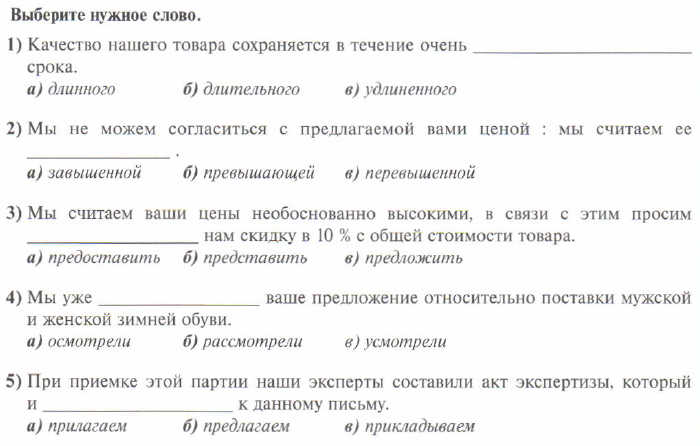 Выберите нужное слово.
1) Качество нашего товара сохраняется в течение очень ____________________
срока.
а) длинного б) длительного в) удлиненного
2) Мы не можем согласиться с предлагаемой вами ценой : мы считаем ее
______________ .
а) завышенной б) превышающей в) перевышенной
3) Мы считаем ваши цены необоснованно высокими, в связи с этим просим
_________________ нам скидку в 10 % с общей стоимости товара.
а) предоставить б) представить в) предложить
4) Мы уже ________________ ваше предложение относительно поставки мужской
и женской зимней обуви.
а) осмотрели б) рассмотрели в) усмотрели
5) При приемке этой партии наши эксперты составили акт экспертизы, который
и ___________________ к данному письму.
а) прилагаем б) предлагаем в) прикладываем